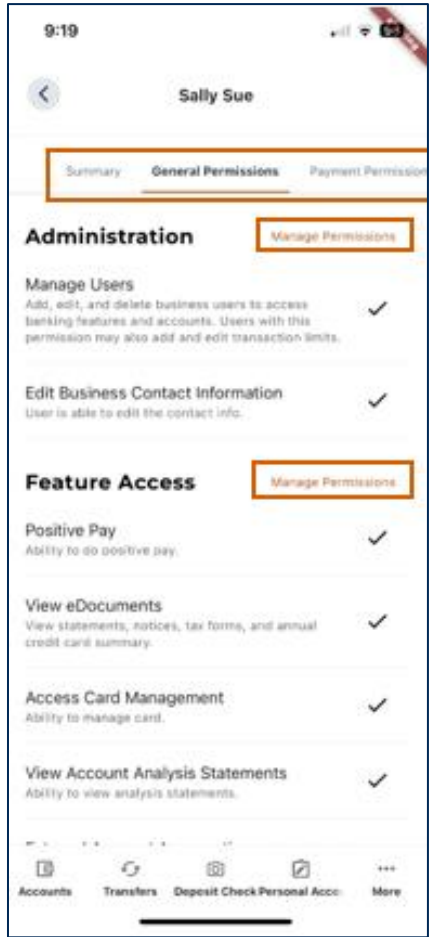 9:19
Sally Sue
Summary General Permissions Payment Permission
Administration Manage Permissions
Manage Users
Add, edit, and delete business users to access
banking features and accounts. Users with this
permission may also add and edit transaction limits.
Edit Business Contact Information
User is able to edit the contact info.
Feature Access Manage Permissions
Positive Pay
Ability to do positive pay.
View eDocuments
View statements, notices, tax forms, and annual
credit card summary.
Access Card Management
Ability to manage card.
View Account Analysis Statements
Ability to view analysis statements.
Accounts Transfers Deposit Check Personal Acco More